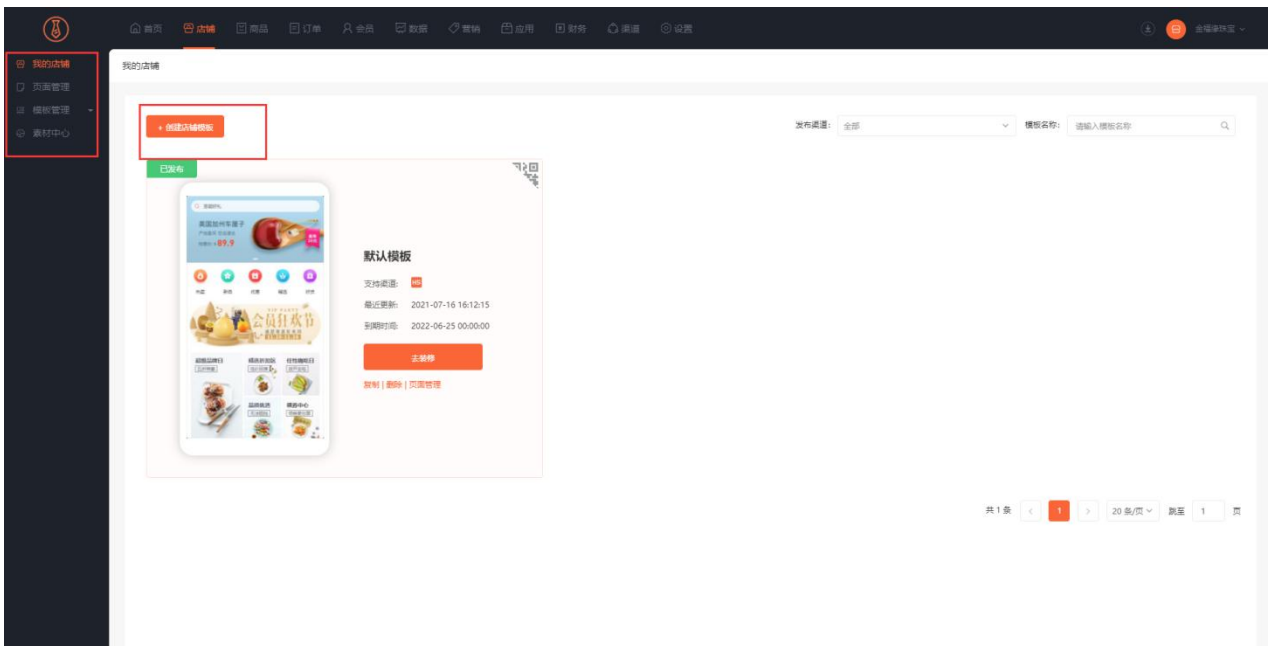 首页 店铺 商品 订单 会员 数据 营销 应用 财务 渠道 设置
我的店铺
页面管理
模板管理
素材中心
我的店铺
+ 创建店铺模板
发布渠道: 全部 模板名称: 请输入模板名称
已发布
美国加州车厘子
89.9
会员狂欢节
默认模板
支持渠道: H5
最近更新: 2021-07-16 16:12:15
到期时间: 2022-06-25 00:00:00
去装修
复制 | 删除 | 页面管理
共 1 条 < 1 > 20 条/页 跳至 1 页